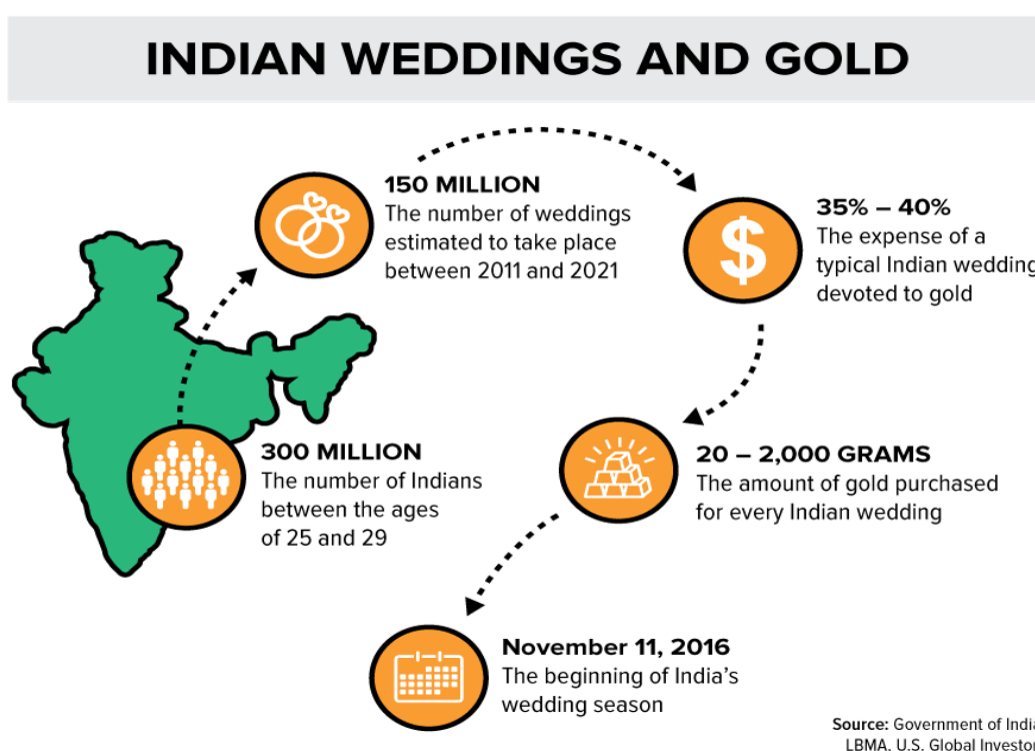 INDIAN WEDDINGS AND GOLD
150 MILLION
The number of weddings
estimated to take place
between 2011 and 2021
35% – 40%
The expense of a
typical Indian wedding
devoted to gold
300 MILLION
The number of Indians
between the ages
of 25 and 29
20 – 2,000 GRAMS
The amount of gold purchased
for every Indian wedding
November 11, 2016
The beginning of India's
wedding season
Source: Government of India
LBMA, U.S. Global Investor